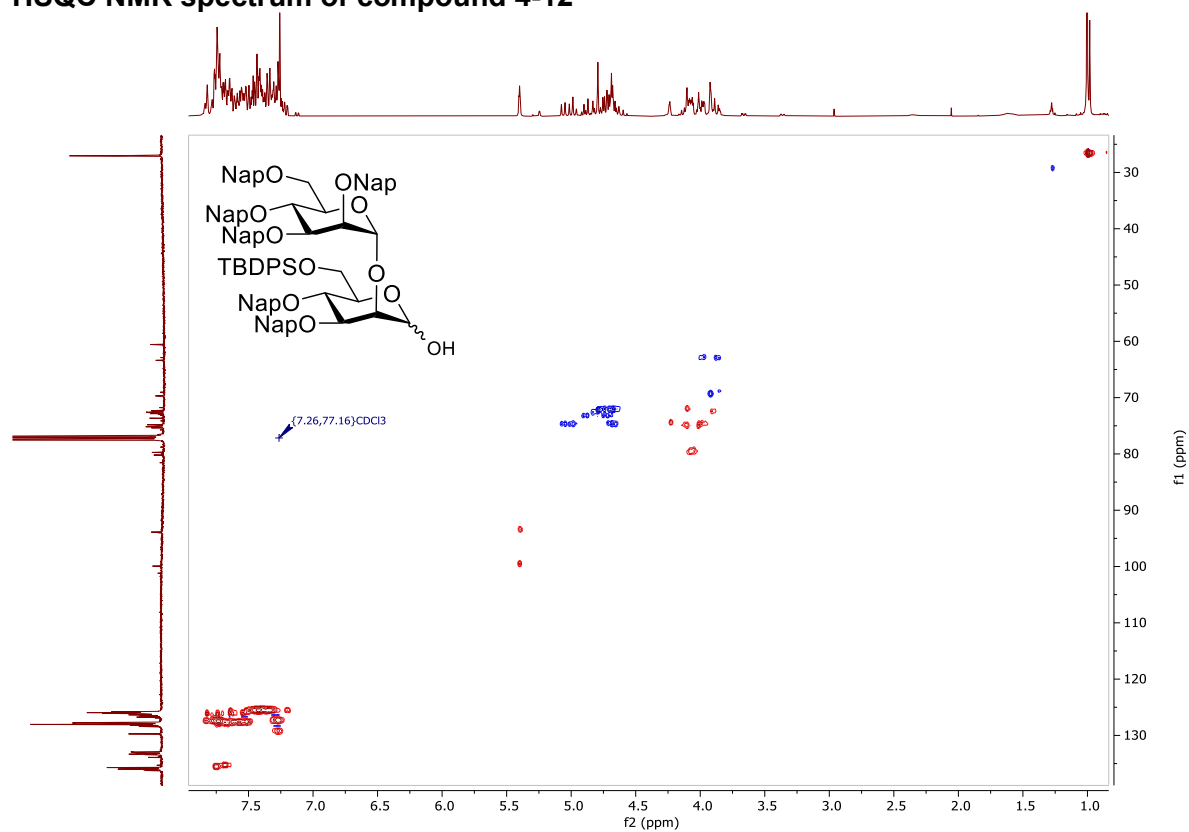 HSQC NMR spectrum of compound 4-12
NapO
ONap
O
NapO
NapO
TBDPSO
O
O
NapO
NapO
OH
{7.26,77.16}CDCl3
30
40
50
60
70
80
90
100
110
120
130
f1 (ppm)
7.5 7.0 6.5 6.0 5.5 5.0 4.5 4.0 3.5 3.0 2.5 2.0 1.5 1.0
f2 (ppm)